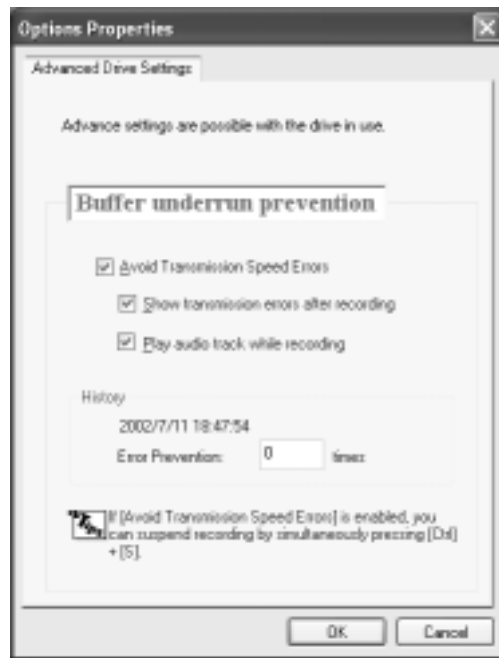 Options Properties
Advanced Drive Settings
Advance settings are possible with the drive in use.
Buffer underrun prevention
Avoid Transmission Speed Errors
Show transmission errors after recording
Play audio track while recording
History
2002/7/11 18:47:54
Error Prevention: 0 times
If [Avoid Transmission Speed Errors] is enabled, you
can suspend recording by simultaneously pressing [Ctrl]
+ [S].
OK Cancel